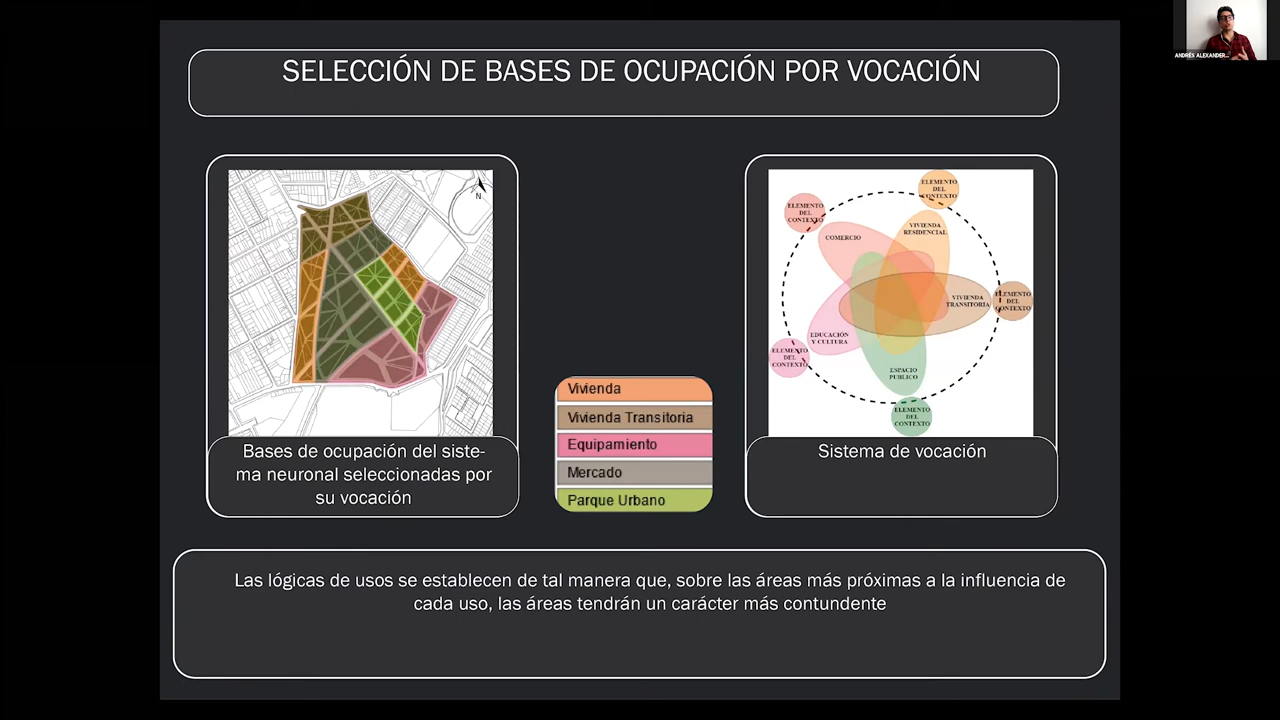 SELECCIÓN DE BASES DE OCUPACIÓN POR VOCACIÓN
ANDRÉS ALEXANDER...
N
Bases de ocupación del siste-
ma neuronal seleccionadas por
su vocación
Vivienda
Vivienda Transitoria
Equipamiento
Mercado
Parque Urbano
ELEMENTO
DEL
CONTEXTO
ELEMENTO
DEL
CONTEXTO
COMERCIO
VIVIENDA
RESIDENCIAL
VIVIENDA
TRANSITORIA
ELEMENTO
DEL
CONTEXTO
EDUCACIÓN
Y CULTURA
ELEMENTO
DEL
CONTEXTO
ESPACIO
PUBLICO
ELEMENTO
DEL
CONTEXTO
Sistema de vocación
Las lógicas de usos se establecen de tal manera que, sobre las áreas más próximas a la influencia de
cada uso, las áreas tendrán un carácter más contundente